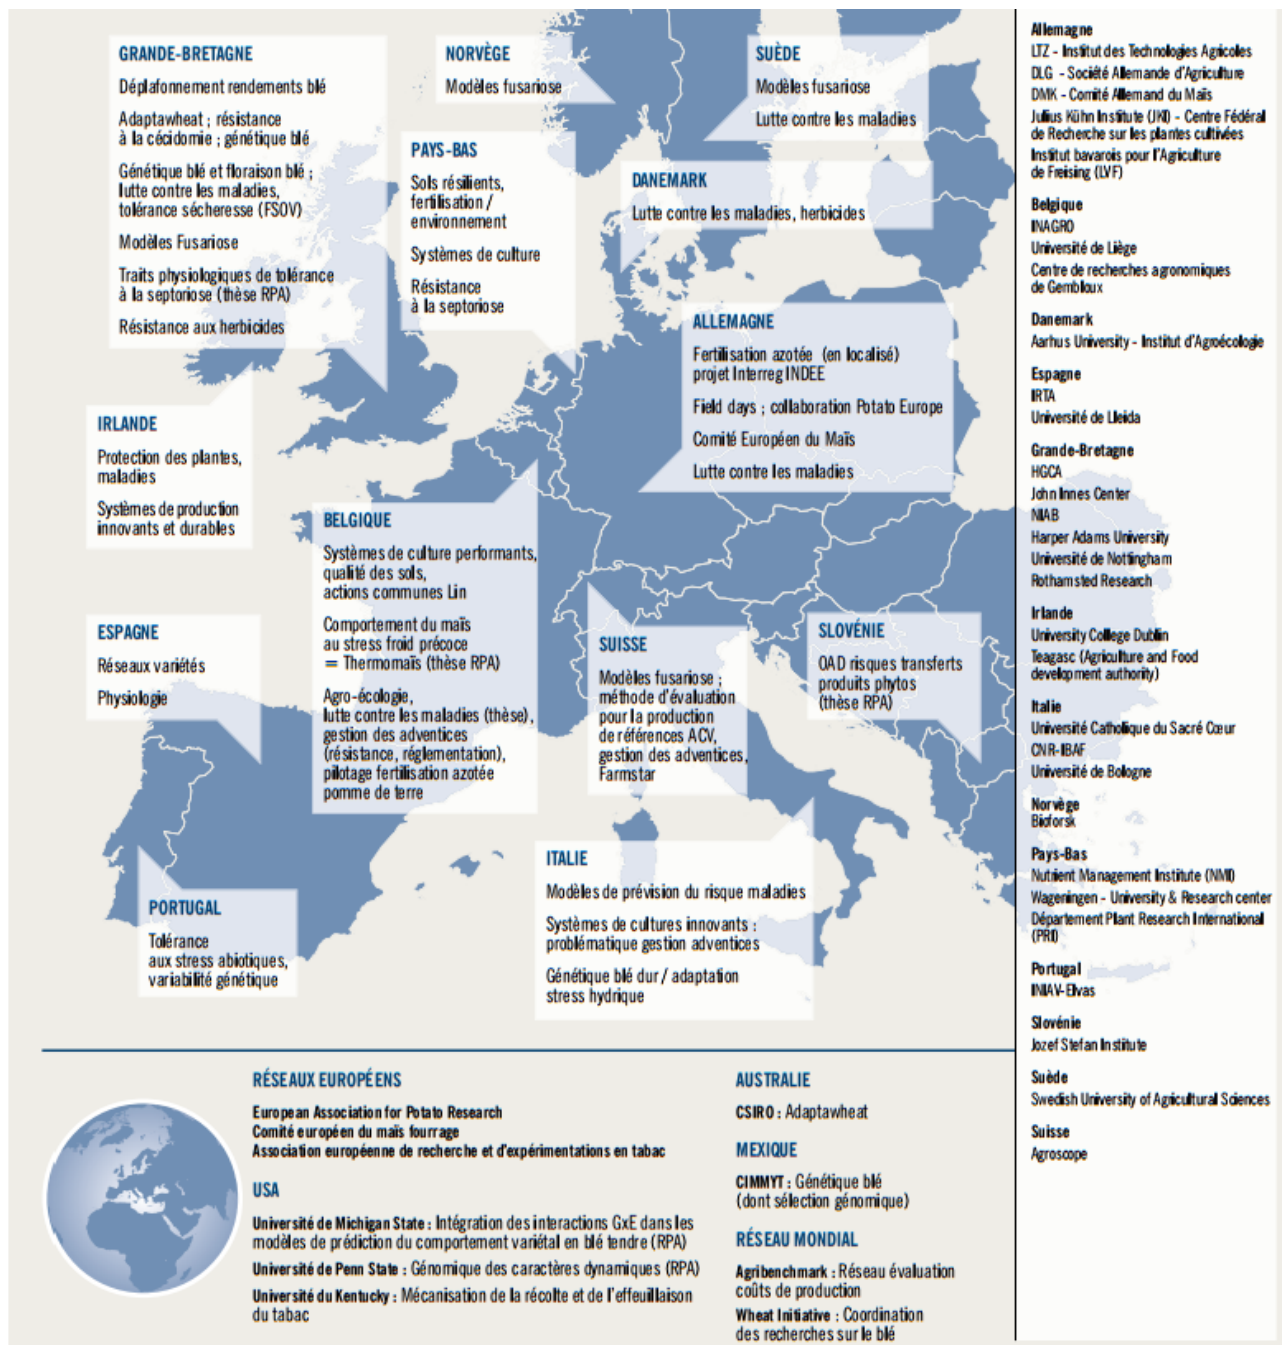 GRANDE-BRETAGNE
Déplafonnement rendements blé
Adaptawheat ; résistance
à la cécidomie ; génétique blé
Génétique blé et floraison blé ;
lutte contre les maladies,
tolérance sécheresse (FSOV)
Modèles Fusariose
Traits physiologiques de tolérance
à la septoriose (thèse RPA)
Résistance aux herbicides
NORVÈGE
Modèles fusariose
SUÈDE
Modèles fusariose
Lutte contre les maladies
PAYS-BAS
Sols résilients,
fertilisation /
environnement
Systèmes de culture
Résistance
à la septoriose
DANEMARK
Lutte contre les maladies, herbicides
ALLEMAGNE
Fertilisation azotée (en localisé)
projet Interreg INDEE
Field days ; collaboration Potato Europe
Comité Européen du Maïs
Lutte contre les maladies
IRLANDE
Protection des plantes,
maladies
Systèmes de production
innovants et durables
BELGIQUE
Systèmes de culture performants,
qualité des sols,
actions communes Lin
Comportement du maïs
au stress froid précoce
= Thermomaïs (thèse RPA)
Agro-écologie,
lutte contre les maladies (thèse),
gestion des adventices
(résistance, réglementation),
pilotage fertilisation azotée
pomme de terre
ESPAGNE
Réseaux variétés
Physiologie
SUISSE
Modèles fusariose ;
méthode d'évaluation
pour la production
de références ACV,
gestion des adventices,
Farmstar
SLOVÉNIE
OAD risques transferts
produits phytos
(thèse RPA)
ITALIE
Modèles de prévision du risque maladies
Systèmes de cultures innovants :
problématique gestion adventices
Génétique blé dur / adaptation
stress hydrique
PORTUGAL
Tolérance
aux stress abiotiques,
variabilité génétique
RÉSEAUX EUROPÉENS
European Association for Potato Research
Comité européen du maïs fourrage
Association européenne de recherche et d'expérimentations en tabac
USA
Université de Michigan State : Intégration des interactions GxE dans les
modèles de prédiction du comportement variétal en blé tendre (RPA)
Université de Penn State : Génomique des caractères dynamiques (RPA)
Université du Kentucky : Mécanisation de la récolte et de l'effeuillaison
du tabac
AUSTRALIE
CSIRO : Adaptawheat
MEXIQUE
CIMMYT : Génétique blé
(dont sélection génomique)
RÉSEAU MONDIAL
Agribenchmark : Réseau évaluation
coûts de production
Wheat Initiative : Coordination
des recherches sur le blé
Allemagne
LTZ - Institut des Technologies Agricoles
DLG - Société Allemande d'Agriculture
DMK - Comité Allemand du Maïs
Julius Kühn Institute (JKI) - Centre Fédéral
de Recherche sur les plantes cultivées
Institut bavarois pour l'Agriculture
de Freising (LVF)
Belgique
INAGRO
Université de Liège
Centre de recherches agronomiques
de Gembloux
Danemark
Aarhus University - Institut d'Agroécologie
Espagne
IRTA
Université de Lleida
Grande-Bretagne
HGCA
John Innes Center
NIAB
Harper Adams University
Université de Nottingham
Rothamsted Research
Irlande
University College Dublin
Teagasc (Agriculture and Food
development authority)
Italie
Université Catholique du Sacré Cœur
CNR-IBAF
Université de Bologne
Norvège
Bioforsk
Pays-Bas
Nutrient Management Institute (NMI)
Wageningen - University & Research center
Département Plant Research International
(PRI)
Portugal
INIAV-Elvas
Slovénie
Jozef Stefan Institute
Suède
Swedish University of Agricultural Sciences
Suisse
Agroscope